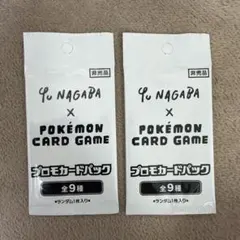 非売品
Yu NAGABA
×
POKÉMON
CARD GAME
プロモカードパック
全9種
*ランダム1枚入り*
非売品
Yu NAGABA
×
POKÉMON
CARD GAME
プロモカードパック
全9種
*ランダム1枚入り*